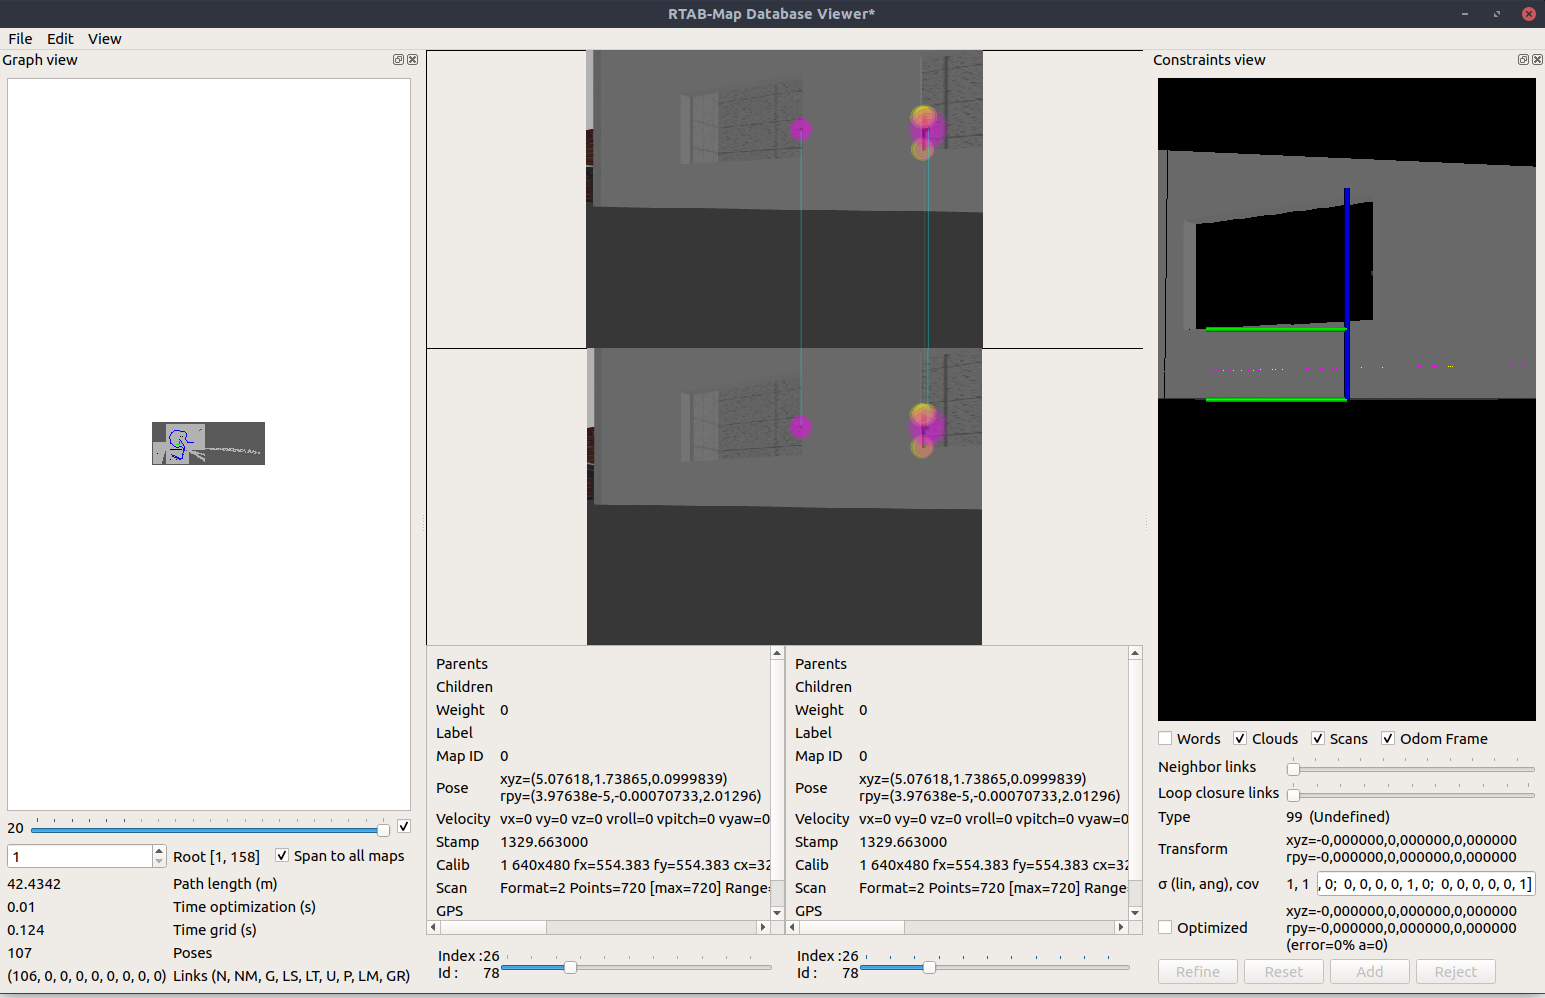 RTAB-Map Database Viewer*
File Edit View
Graph view
Constraints view
20
1
Root [1, 158]
Span to all maps
42.4342 Path length (m)
0.01 Time optimization (s)
0.124 Time grid (s)
107 Poses
(106, 0, 0, 0, 0, 0, 0, 0, 0) Links (N, NM, G, LS, LT, U, P, LM, GR)
Parents
Children
Weight 0
Label
Map ID 0
Pose xyz=(5.07618,1.73865,0.0999839)
rpy=(3.97638e-5,-0.00070733,2.01296)
Velocity vx=0 vy=0 vz=0 vroll=0 vpitch=0 vyaw=0
Stamp 1329.663000
Calib 1 640x480 fx=554.383 fy=554.383 cx=32
Scan Format=2 Points=720 [max=720] Range=
GPS
Index :26
Id : 78
Parents
Children
Weight 0
Label
Map ID 0
Pose xyz=(5.07618,1.73865,0.0999839)
rpy=(3.97638e-5,-0.00070733,2.01296)
Velocity vx=0 vy=0 vz=0 vroll=0 vpitch=0 vyaw=0
Stamp 1329.663000
Calib 1 640x480 fx=554.383 fy=554.383 cx=32
Scan Format=2 Points=720 [max=720] Range
GPS
Index :26
Id : 78
Words Clouds Scans Odom Frame
Neighbor links
Loop closure links
Type 99 (Undefined)
Transform xyz=-0,000000,0,000000,0,000000
rpy=-0,000000,0,000000,0,000000
σ (lin, ang), cov 1, 1 , 0; 0, 0, 0, 0, 1, 0; 0, 0, 0, 0, 0, 1]
Optimized xyz=-0,000000,0,000000,0,000000
rpy=-0,000000,0,000000,0,000000
(error=0% a=0)
Refine Reset Add Reject